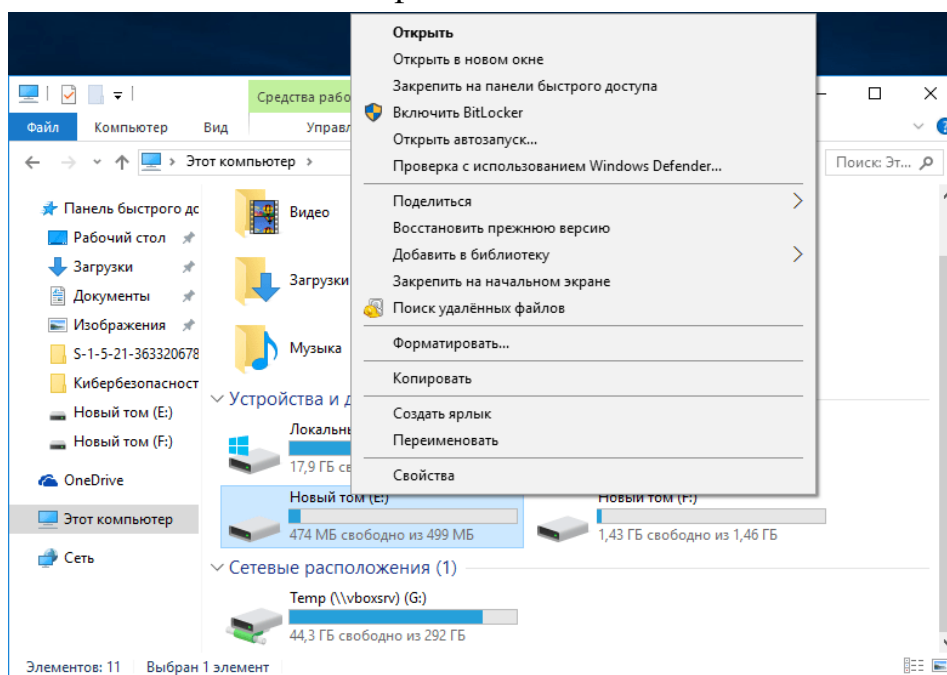 Открыть
Открыть в новом окне
Закрепить на панели быстрого доступа
Включить BitLocker
Открыть автозапуск...
Проверка с использованием Windows Defender...
Поделиться
Восстановить прежнюю версию
Добавить в библиотеку
Закрепить на начальном экране
Поиск удалённых файлов
Форматировать...
Копировать
Создать ярлык
Переименовать
Свойства
Средства рабо
Файл Компьютер Вид Управл
Этот компьютер
Поиск: Эт...
Панель быстрого дс
Рабочий стол
Загрузки
Документы
Изображения
S-1-5-21-363320678
Кибербезопасност
Новый том (E:)
Новый том (F:)
OneDrive
Этот компьютер
Сеть
Видео
Загрузки
Музыка
Устройства и д
Локальн
17,9 ГБ св
Новый том (E:)
474 МБ свободно из 499 МБ
Новый том (F:)
1,43 ГБ свободно из 1,46 ГБ
Сетевые расположения (1)
Temp (\\vboxsrv) (G:)
44,3 ГБ свободно из 292 ГБ
Элементов: 11 Выбран 1 элемент